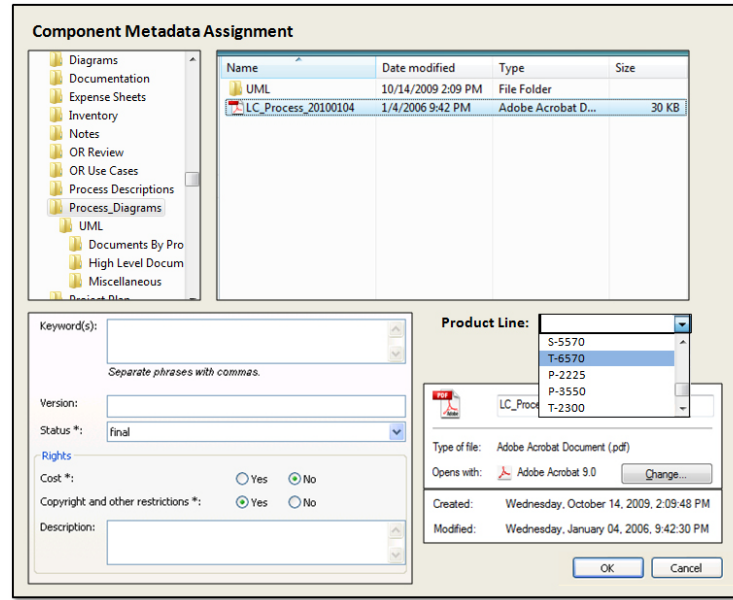 Component Metadata Assignment
Diagrams
Documentation
Expense Sheets
Inventory
Notes
OR Review
OR Use Cases
Process Descriptions
Process_Diagrams
UML
Documents By Pro
High Level Docum
Miscellaneous
Project Plan
Name Date modified Type Size
UML 10/14/2009 2:09 PM File Folder
LC_Process_20100104 1/4/2006 9:42 PM Adobe Acrobat D... 30 KB
Keyword(s):
Separate phrases with commas.
Version:
Status *: final
Rights
Cost *: Yes No
Copyright and other restrictions *: Yes No
Description:
Product Line:
S-5570
T-6570
P-2225
P-3550
T-2300
PDF
Adobe
LC_Proce
Type of file: Adobe Acrobat Document (.pdf)
Opens with: Adobe Acrobat 9.0 Change...
Created: Wednesday, October 14, 2009, 2:09:48 PM
Modified: Wednesday, January 04, 2006, 9:42:30 PM
OK Cancel